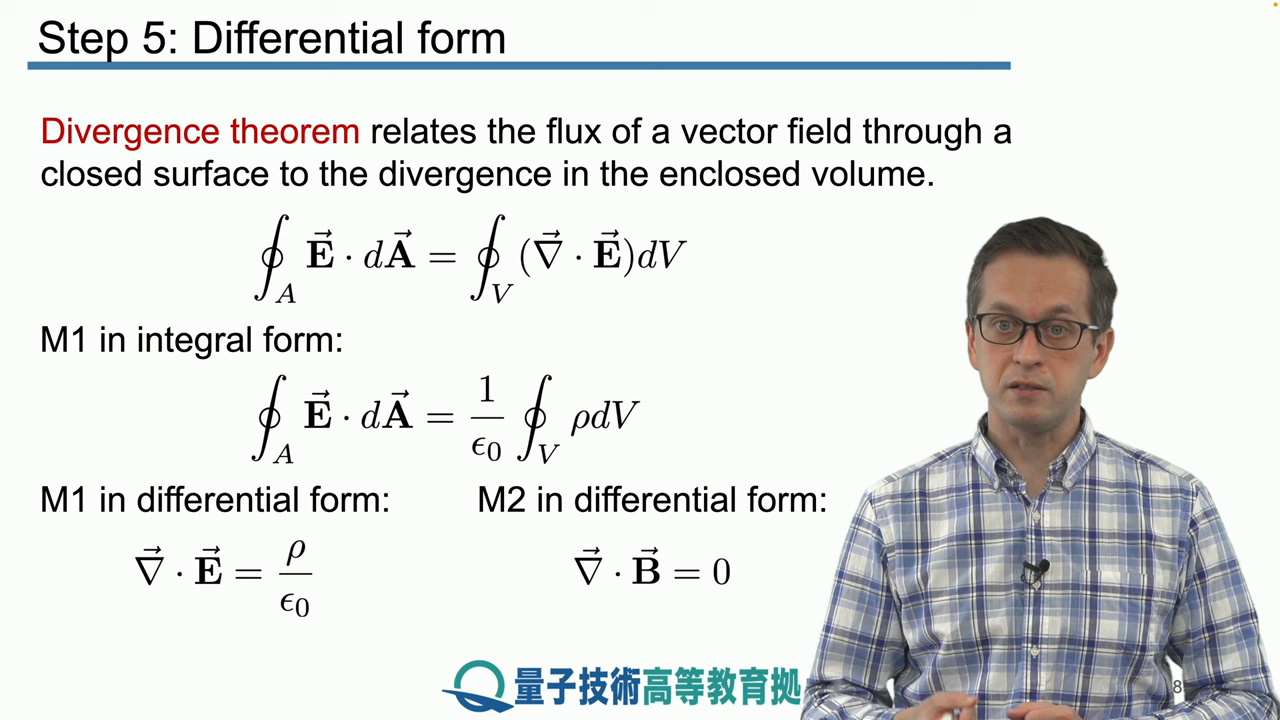 Step 5: Differential form
Divergence theorem relates the flux of a vector field through a
closed surface to the divergence in the enclosed volume.
∮_A E⃗ · dA⃗ = ∮_V (∇⃗ · E⃗)dV
M1 in integral form:
∮_A E⃗ · dA⃗ = 1/ϵ₀ ∮_V ρdV
M1 in differential form:
∇⃗ · E⃗ = ρ/ϵ₀
M2 in differential form:
∇⃗ · B⃗ = 0
量子技術高等教育拠
8